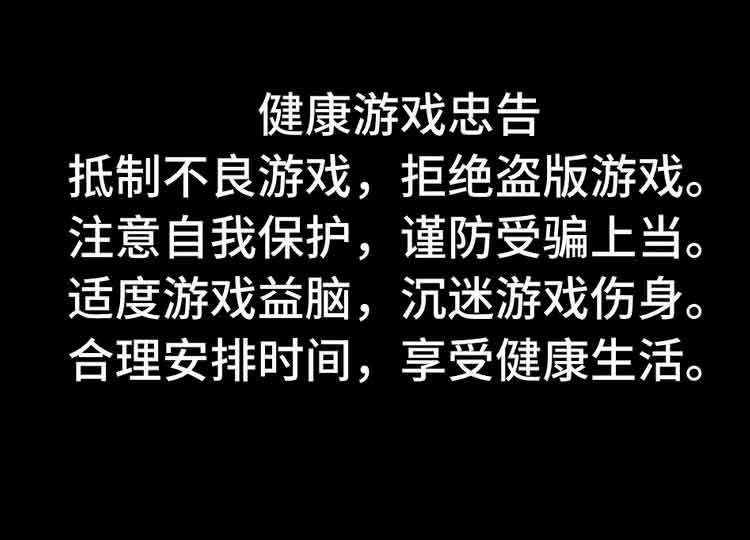 健康游戏忠告
抵制不良游戏，拒绝盗版游戏。
注意自我保护，谨防受骗上当。
适度游戏益脑，沉迷游戏伤身。
合理安排时间，享受健康生活。